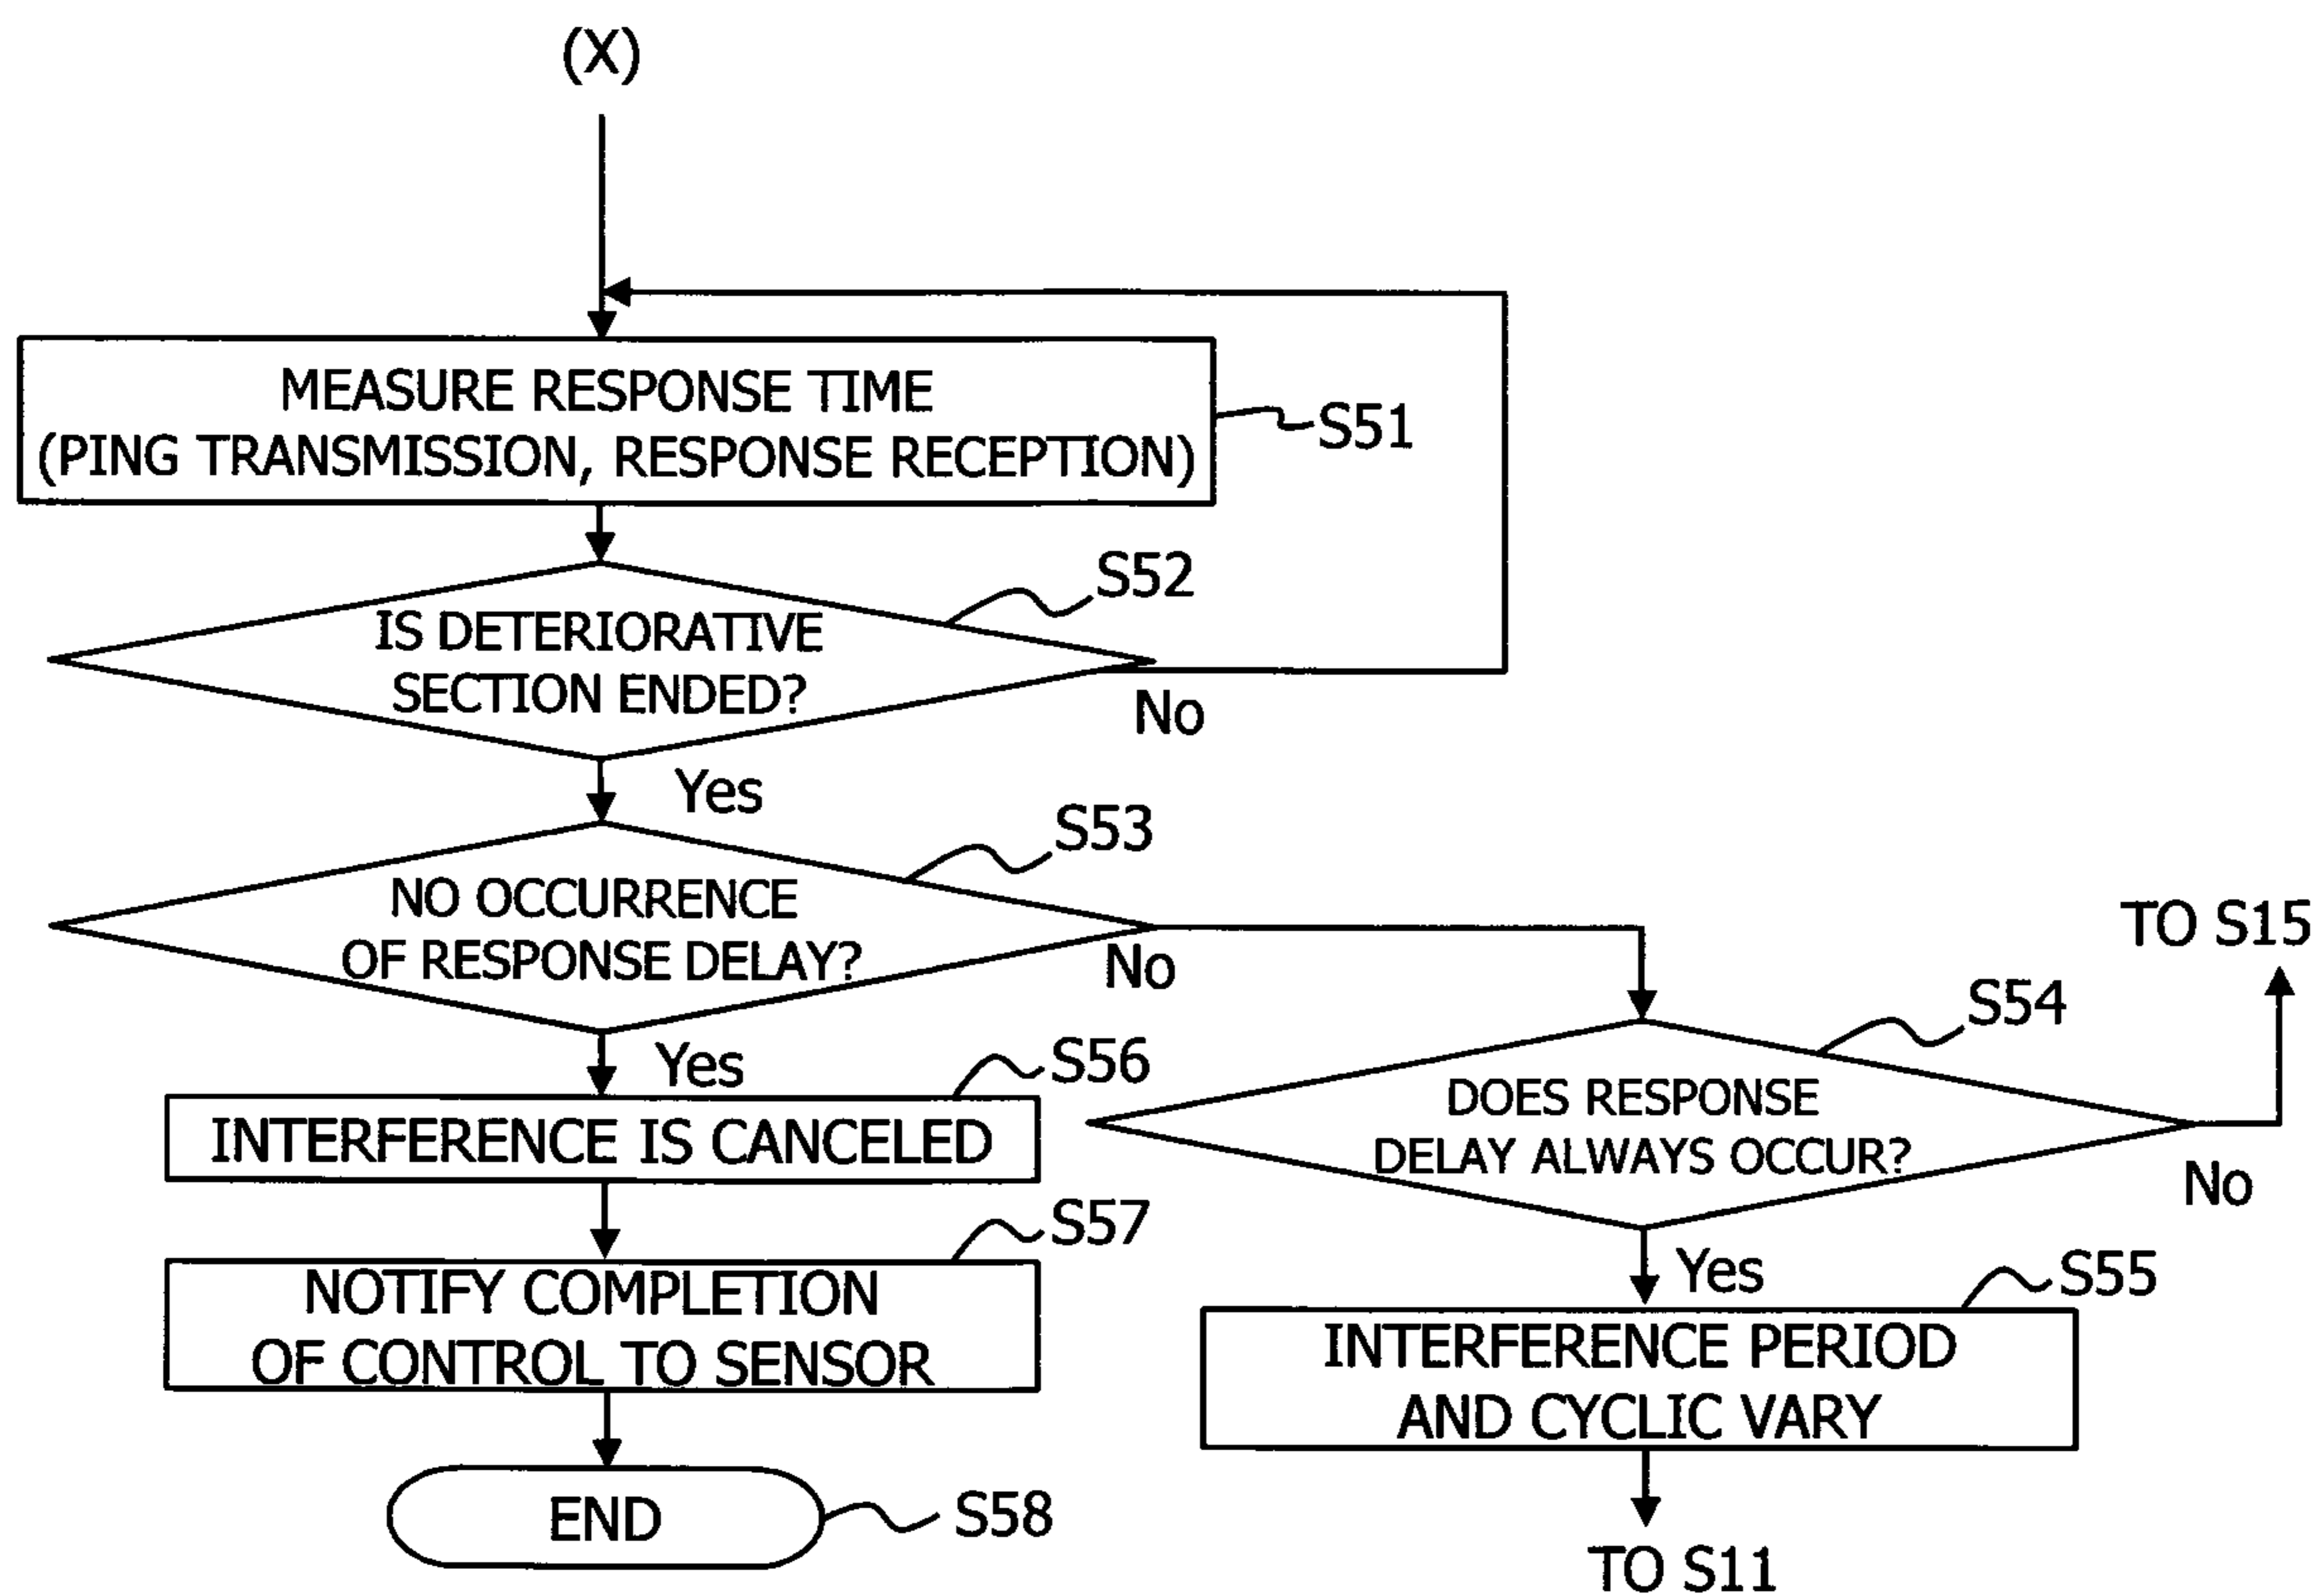 (X)
MEASURE RESPONSE TIME
(PING TRANSMISSION, RESPONSE RECEPTION)
S51
S52
IS DETERIORATIVE
SECTION ENDED?
No
Yes
S53
NO OCCURRENCE
OF RESPONSE DELAY?
No
TO S15
S54
DOES RESPONSE
DELAY ALWAYS OCCUR?
No
Yes
S56
INTERFERENCE IS CANCELED
S57
NOTIFY COMPLETION
OF CONTROL TO SENSOR
Yes
S55
INTERFERENCE PERIOD
AND CYCLIC VARY
END
S58
TO S11